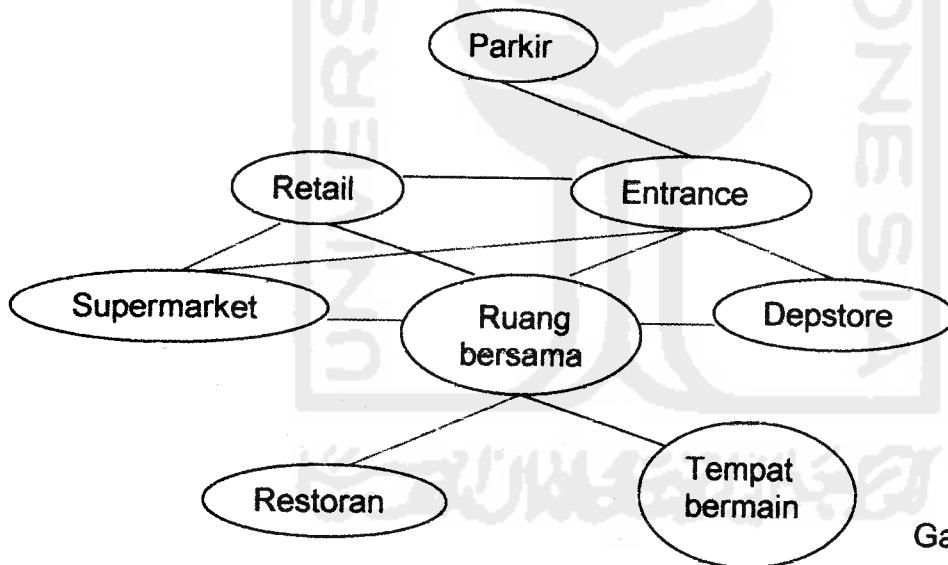 Parkir
Retail
Entrance
Supermarket
Ruang
bersama
Depstore
Restoran
Tempat
bermain
Ga